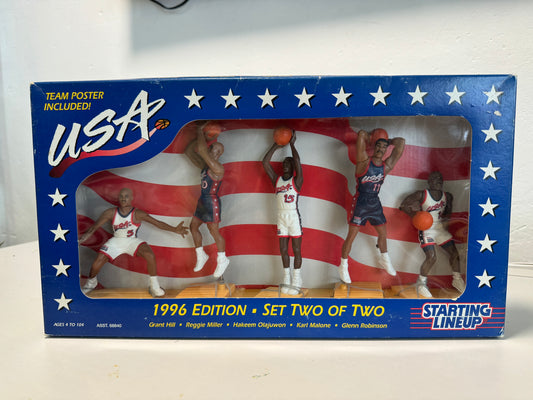 TEAM POSTER
INCLUDED!
USA
1996 EDITION • SET TWO OF TWO
Grant Hill • Reggie Miller • Hakeem Olajuwon • Karl Malone • Glenn Robinson
AGES 4 TO 104
ASST. 69840
STARTING
LINEUP